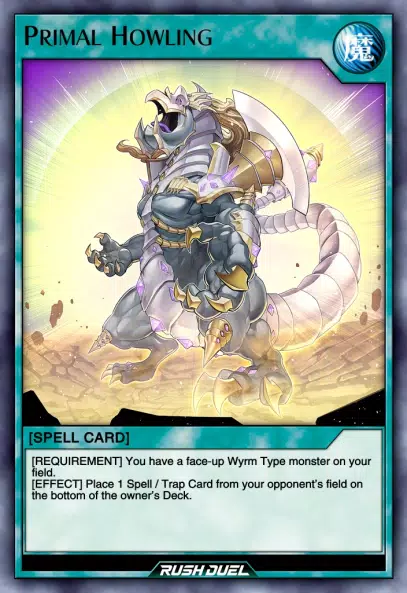 PRIMAL HOWLING
魔
[SPELL CARD]
[REQUIREMENT] You have a face-up Wyrm Type monster on your
field.
[EFFECT] Place 1 Spell / Trap Card from your opponent's field on
the bottom of the owner's Deck.
RUSH DUEL